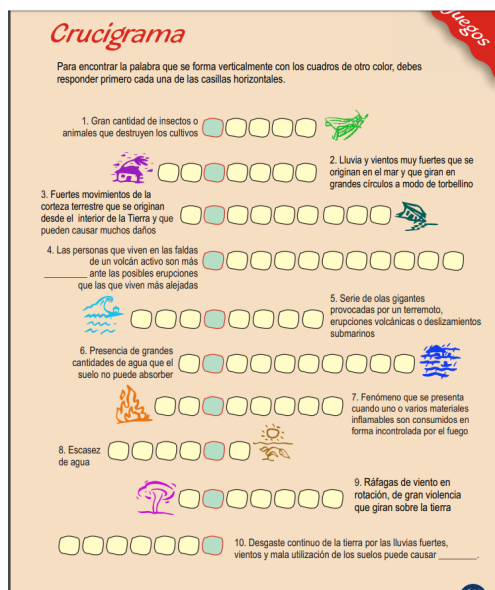 Juegos
Crucigrama
Para encontrar la palabra que se forma verticalmente con los cuadros de otro color, debes
responder primero cada una de las casillas horizontales.
1. Gran cantidad de insectos o
animales que destruyen los cultivos
2. Lluvia y vientos muy fuertes que se
originan en el mar y que giran en
grandes círculos a modo de torbellino
3. Fuertes movimientos de la
corteza terrestre que se originan
desde el interior de la Tierra y que
pueden causar muchos daños
4. Las personas que viven en las faldas
de un volcán activo son más
________ ante las posibles erupciones
que las que viven más alejadas
5. Serie de olas gigantes
provocadas por un terremoto,
erupciones volcánicas o deslizamientos
submarinos
6. Presencia de grandes
cantidades de agua que el
suelo no puede absorber
7. Fenómeno que se presenta
cuando uno o varios materiales
inflamables son consumidos en
forma incontrolada por el fuego
8. Escasez
de agua
9. Ráfagas de viento en
rotación, de gran violencia
que giran sobre la tierra
10. Desgaste continuo de la tierra por las lluvias fuertes,
vientos y mala utilización de los suelos puede causar _______.